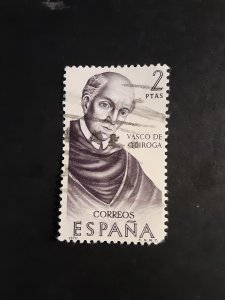 2
PTAS
VASCO DE
QUIROGA
CORREOS
ESPAÑA